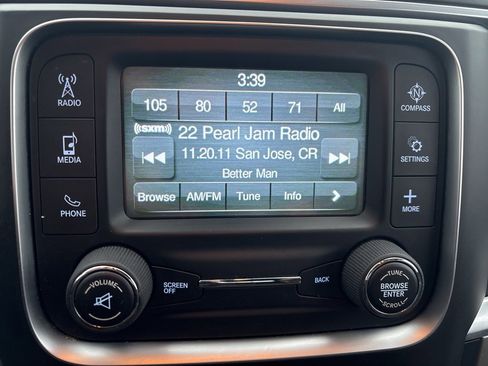 3:39
RADIO
105 80 52 71 All
COMPASS
((sxm)) 22 Pearl Jam Radio
MEDIA
11.20.11 San Jose, CR
SETTINGS
Better Man
PHONE
Browse AM/FM Tune Info >
+
MORE
VOLUME
SCREEN
OFF
BACK
TUNE
BROWSE
ENTER
SCROLL